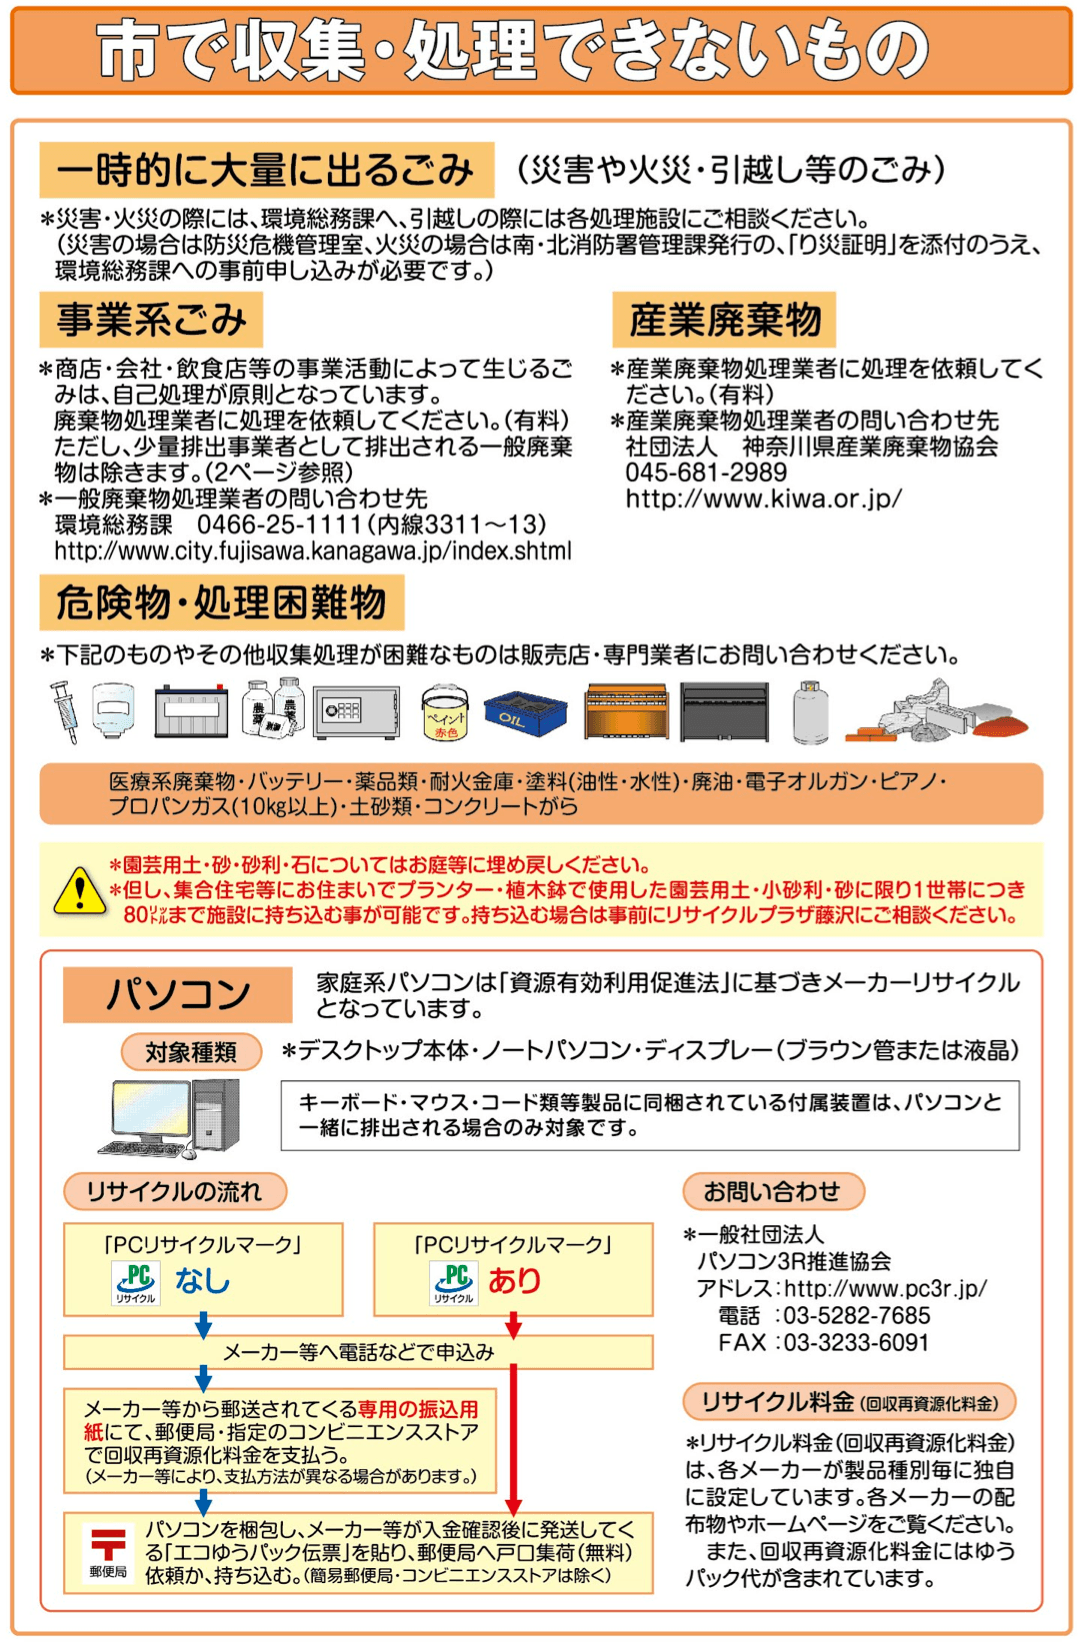 市で収集・処理できないもの
一時的に大量に出るごみ （災害や火災・引越し等のごみ）
＊災害・火災の際には、環境総務課へ、引越しの際には各処理施設にご相談ください。
（災害の場合は防災危機管理室、火災の場合は南・北消防署管理課発行の、「り災証明」を添付のうえ、
環境総務課への事前申し込みが必要です。）
事業系ごみ
＊商店・会社・飲食店等の事業活動によって生じるご
みは、自己処理が原則となっています。
廃棄物処理業者に処理を依頼してください。（有料）
ただし、少量排出事業者として排出される一般廃棄
物は除きます。（2ページ参照）
＊一般廃棄物処理業者の問い合わせ先
環境総務課　0466-25-1111（内線3311～13）
http://www.city.fujisawa.kanagawa.jp/index.shtml
産業廃棄物
＊産業廃棄物処理業者に処理を依頼してく
ださい。（有料）
＊産業廃棄物処理業者の問い合わせ先
社団法人　神奈川県産業廃棄物協会
045-681-2989
http://www.kiwa.or.jp/
危険物・処理困難物
＊下記のものやその他収集処理が困難なものは販売店・専門業者にお問い合わせください。
農薬
農薬
ペイント
赤色
OIL
医療系廃棄物・バッテリー・薬品類・耐火金庫・塗料(油性・水性)・廃油・電子オルガン・ピアノ・
プロパンガス(10kg以上)・土砂類・コンクリートがら
＊園芸用土・砂・砂利・石についてはお庭等に埋め戻しください。
＊但し、集合住宅等にお住まいでプランター・植木鉢で使用した園芸用土・小砂利・砂に限り1世帯につき
80㍑まで施設に持ち込む事が可能です。持ち込む場合は事前にリサイクルプラザ藤沢にご相談ください。
パソコン
家庭系パソコンは「資源有効利用促進法」に基づきメーカーリサイクル
となっています。
対象種類
＊デスクトップ本体・ノートパソコン・ディスプレー（ブラウン管または液晶）
キーボード・マウス・コード類等製品に同梱されている付属装置は、パソコンと
一緒に排出される場合のみ対象です。
リサイクルの流れ
「PCリサイクルマーク」
PC
リサイクル
なし
「PCリサイクルマーク」
PC
リサイクル
あり
メーカー等へ電話などで申込み
メーカー等から郵送されてくる専用の振込用
紙にて、郵便局・指定のコンビニエンスストア
で回収再資源化料金を支払う。
（メーカー等により、支払方法が異なる場合があります。）
郵便局
パソコンを梱包し、メーカー等が入金確認後に発送してく
る「エコゆうパック伝票」を貼り、郵便局へ戸口集荷（無料）
依頼か、持ち込む。（簡易郵便局・コンビニエンスストアは除く）
お問い合わせ
＊一般社団法人
パソコン3R推進協会
アドレス：http://www.pc3r.jp/
電話 ：03-5282-7685
FAX ：03-3233-6091
リサイクル料金（回収再資源化料金）
＊リサイクル料金（回収再資源化料金）
は、各メーカーが製品種別毎に独自
に設定しています。各メーカーの配
布物やホームページをご覧ください。
また、回収再資源化料金にはゆう
パック代が含まれています。